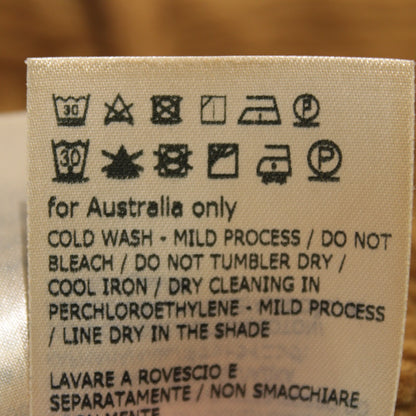 30 P
30 P
for Australia only
COLD WASH - MILD PROCESS / DO NOT
BLEACH / DO NOT TUMBLER DRY /
COOL IRON / DRY CLEANING IN
PERCHLOROETHYLENE - MILD PROCESS
/ LINE DRY IN THE SHADE
LAVARE A ROVESCIO E
SEPARATAMENTE / NON SMACCHIARE